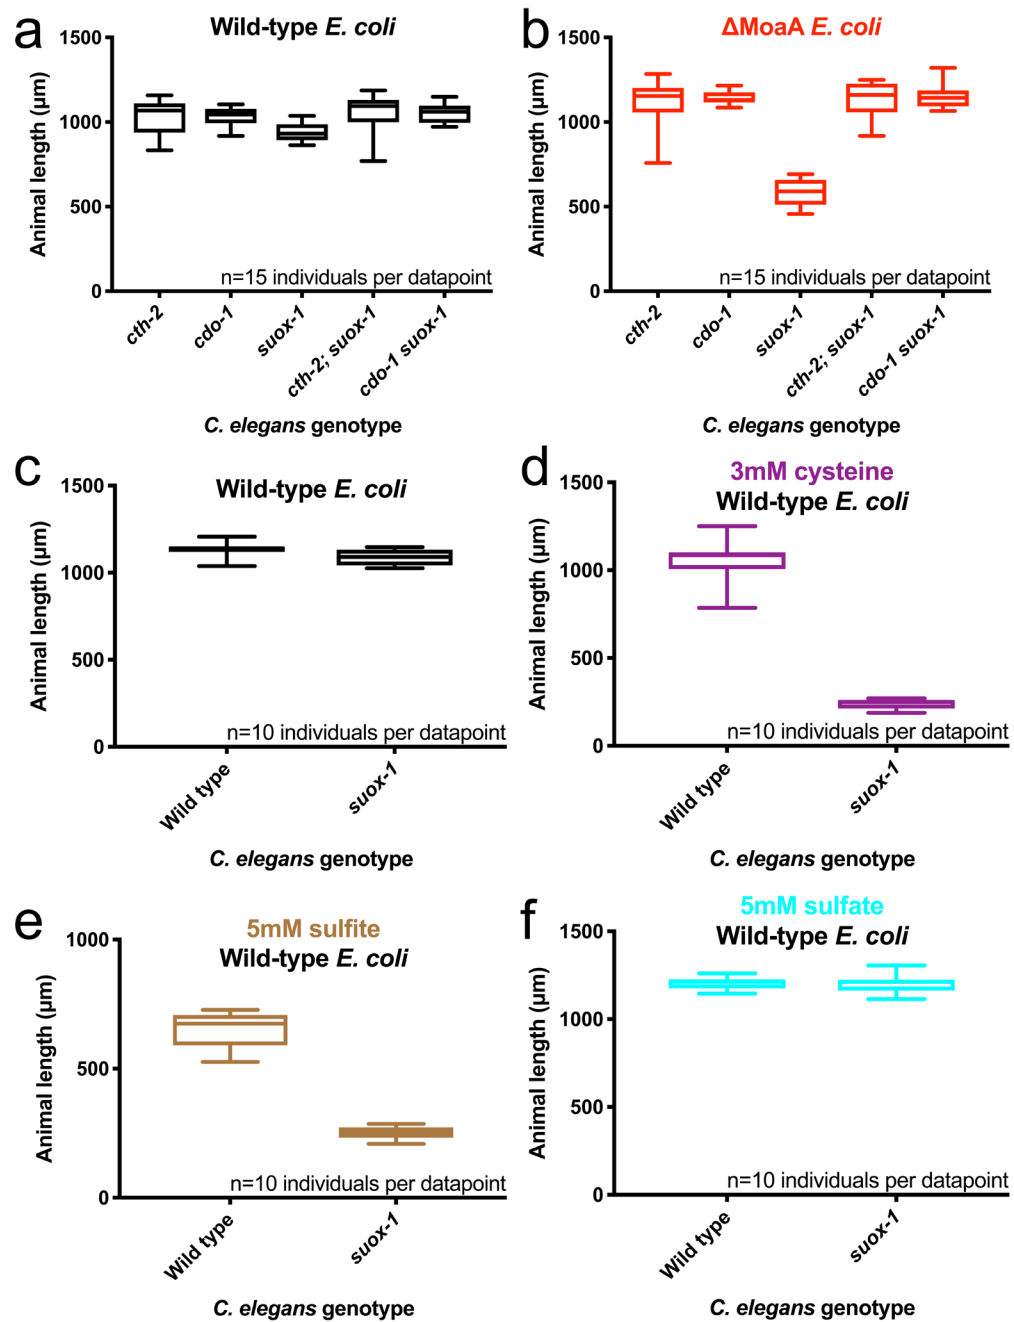 a
Wild-type E. coli
1500
1000
500
0
Animal length (μm)
n=15 individuals per datapoint
cth-2
cdo-1
suox-1
cth-2; suox-1
cdo-1 suox-1
C. elegans genotype
b
ΔMoaA E. coli
1500
1000
500
0
Animal length (μm)
n=15 individuals per datapoint
cth-2
cdo-1
suox-1
cth-2; suox-1
cdo-1 suox-1
C. elegans genotype
c
Wild-type E. coli
1500
1000
500
0
Animal length (μm)
n=10 individuals per datapoint
Wild type
suox-1
C. elegans genotype
d
3mM cysteine
Wild-type E. coli
1500
1000
500
0
Animal length (μm)
n=10 individuals per datapoint
Wild type
suox-1
C. elegans genotype
e
5mM sulfite
Wild-type E. coli
1000
500
0
Animal length (μm)
n=10 individuals per datapoint
Wild type
suox-1
C. elegans genotype
f
5mM sulfate
Wild-type E. coli
1500
1000
500
0
Animal length (μm)
n=10 individuals per datapoint
Wild type
suox-1
C. elegans genotype